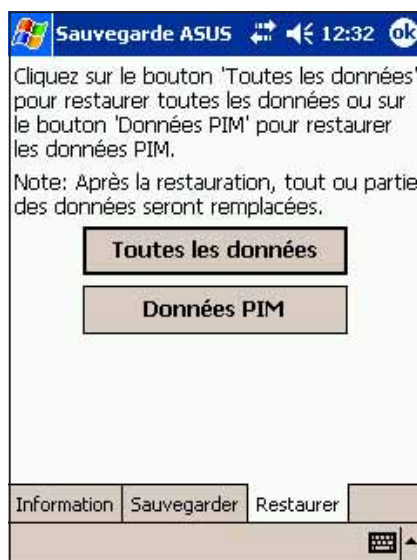 Sauvegarde ASUS 12:32 ok
Cliquez sur le bouton 'Toutes les données'
pour restaurer toutes les données ou sur
le bouton 'Données PIM' pour restaurer
les données PIM.
Note: Après la restauration, tout ou partie
des données seront remplacées.
Toutes les données
Données PIM
Information Sauvegarder Restaurer